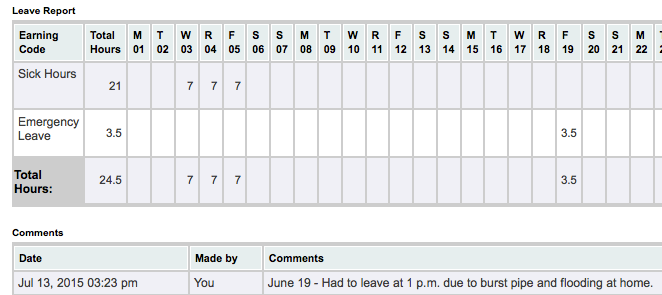 Leave Report
Earning Code Total Hours M 01 T 02 W 03 R 04 F 05 S 06 S 07 M 08 T 09 W 10 R 11 F 12 S 13 S 14 M 15 T 16 W 17 R 18 F 19 S 20 S 21 M 22
Sick Hours 21 7 7 7
Emergency Leave 3.5 3.5
Total Hours: 24.5 7 7 7 3.5
Comments
Date Made by Comments
Jul 13, 2015 03:23 pm You June 19 - Had to leave at 1 p.m. due to burst pipe and flooding at home.